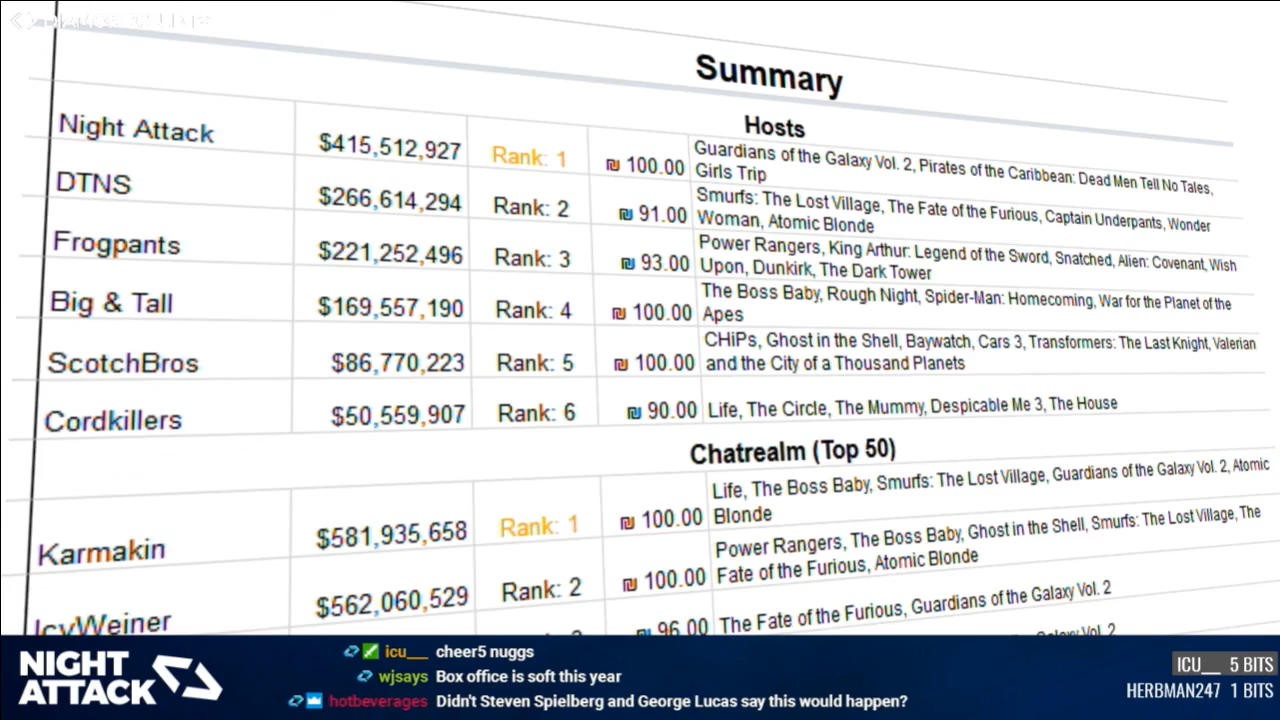 Summary
Hosts
Night Attack $415,512,927 Rank: 1 ₪ 100.00 Guardians of the Galaxy Vol. 2, Pirates of the Caribbean: Dead Men Tell No Tales,
Girls Trip
DTNS $266,614,294 Rank: 2 ₪ 91.00 Smurfs: The Lost Village, The Fate of the Furious, Captain Underpants, Wonder
Woman, Atomic Blonde
Frogpants $221,252,496 Rank: 3 ₪ 93.00 Power Rangers, King Arthur: Legend of the Sword, Snatched, Alien: Covenant, Wish
Upon, Dunkirk, The Dark Tower
Big & Tall $169,557,190 Rank: 4 ₪ 100.00 The Boss Baby, Rough Night, Spider-Man: Homecoming, War for the Planet of the
Apes
ScotchBros $86,770,223 Rank: 5 ₪ 100.00 CHiPs, Ghost in the Shell, Baywatch, Cars 3, Transformers: The Last Knight, Valerian
and the City of a Thousand Planets
Cordkillers $50,559,907 Rank: 6 ₪ 90.00 Life, The Circle, The Mummy, Despicable Me 3, The House
Chatrealm (Top 50)
Karmakin $581,935,658 Rank: 1 ₪ 100.00 Life, The Boss Baby, Smurfs: The Lost Village, Guardians of the Galaxy Vol. 2, Atomic
Blonde
IcyWeiner $562,060,529 Rank: 2 ₪ 100.00 Power Rangers, The Boss Baby, Ghost in the Shell, Smurfs: The Lost Village, The
Fate of the Furious, Atomic Blonde
₪ 96.00 The Fate of the Furious, Guardians of the Galaxy Vol. 2
Galaxy Vol. 2
NIGHT
ATTACK
icu___ cheer5 nuggs
wjsays Box office is soft this year
hotbeverages Didn't Steven Spielberg and George Lucas say this would happen?
ICU___ 5 BITS
HERBMAN247 1 BITS